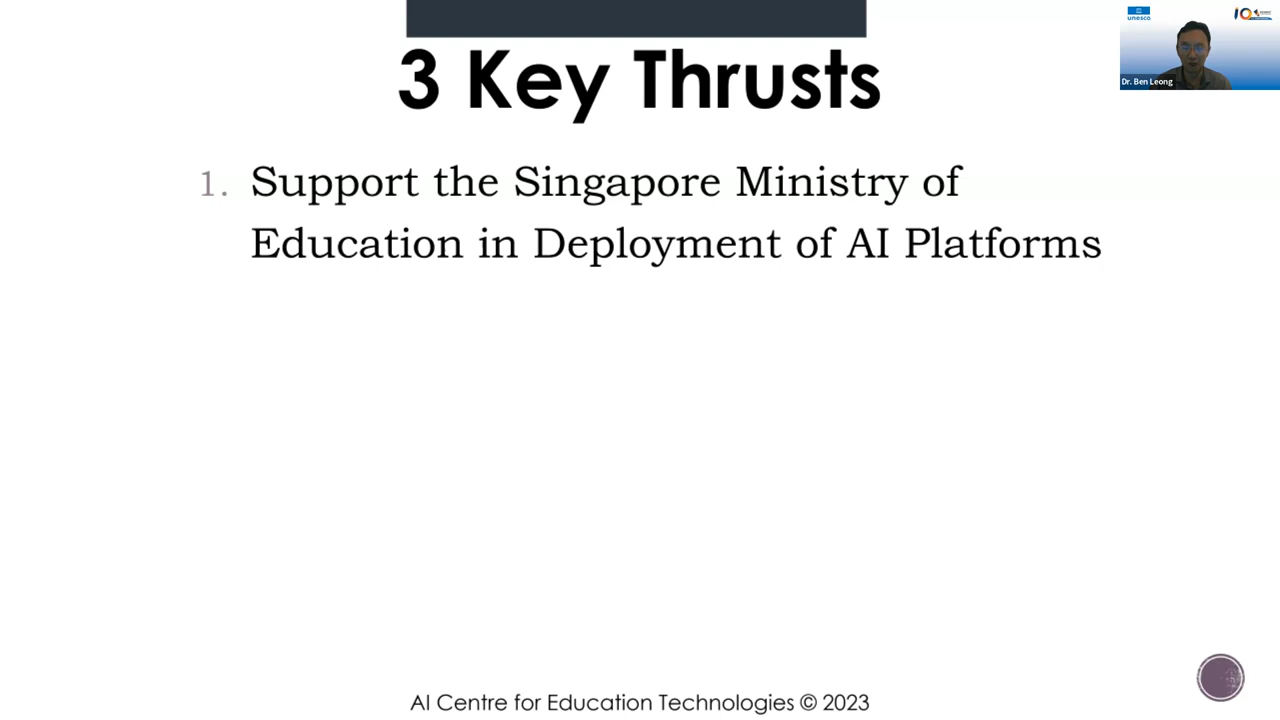 3 Key Thrusts
unesco
Dr. Ben Leong
1. Support the Singapore Ministry of
Education in Deployment of AI Platforms
AI Centre for Education Technologies © 2023